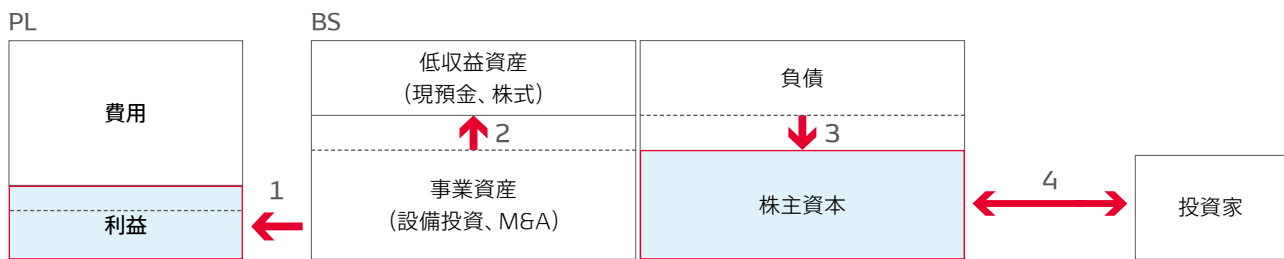 PL
BS
費用
利益
1
低収益資産
（現預金、株式）
2
事業資産
（設備投資、M&A）
負債
3
株主資本
4
投資家